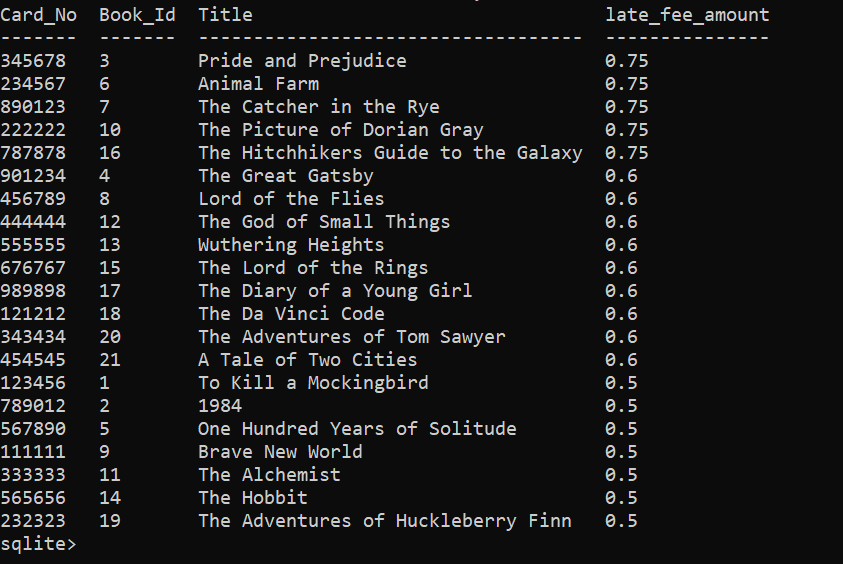 Card_No  Book_Id  Title                                late_fee_amount
-------  -------  -----------------------------------  ---------------
345678   3        Pride and Prejudice                  0.75
234567   6        Animal Farm                          0.75
890123   7        The Catcher in the Rye               0.75
222222   10       The Picture of Dorian Gray           0.75
787878   16       The Hitchhikers Guide to the Galaxy  0.75
901234   4        The Great Gatsby                     0.6
456789   8        Lord of the Flies                    0.6
444444   12       The God of Small Things              0.6
555555   13       Wuthering Heights                    0.6
676767   15       The Lord of the Rings                0.6
989898   17       The Diary of a Young Girl            0.6
121212   18       The Da Vinci Code                    0.6
343434   20       The Adventures of Tom Sawyer         0.6
454545   21       A Tale of Two Cities                 0.6
123456   1        To Kill a Mockingbird                0.5
789012   2        1984                                 0.5
567890   5        One Hundred Years of Solitude        0.5
111111   9        Brave New World                      0.5
333333   11       The Alchemist                        0.5
565656   14       The Hobbit                           0.5
232323   19       The Adventures of Huckleberry Finn   0.5
sqlite>